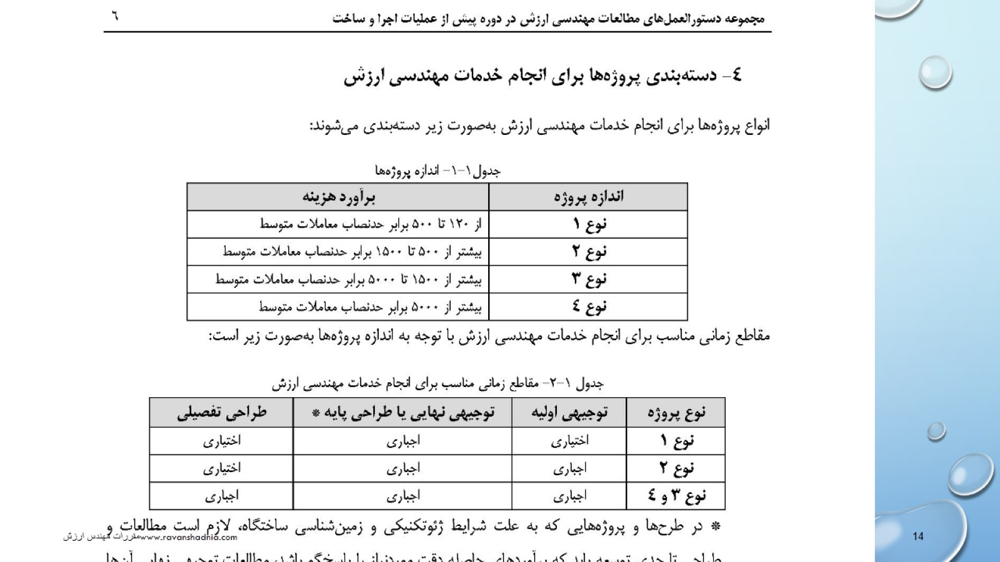 مجموعه دستورالعمل‌های مطالعات مهندسی ارزش در دوره پیش از عملیات اجرا و ساخت ٦
٤- دسته‌بندی پروژه‌ها برای انجام خدمات مهندسی ارزش
انواع پروژه‌ها برای انجام خدمات مهندسی ارزش به‌صورت زیر دسته‌بندی می‌شوند:
جدول۱-۱- اندازه پروژه‌ها
اندازه پروژه برآورد هزینه
نوع ۱ از ۱۲۰ تا ۵۰۰ برابر حدنصاب معاملات متوسط
نوع ۲ بیشتر از ۵۰۰ تا ۱۵۰۰ برابر حدنصاب معاملات متوسط
نوع ۳ بیشتر از ۱۵۰۰ تا ۵۰۰۰ برابر حدنصاب معاملات متوسط
نوع ٤ بیشتر از ۵۰۰۰ برابر حدنصاب معاملات متوسط
مقاطع زمانی مناسب برای انجام خدمات مهندسی ارزش با توجه به اندازه پروژه‌ها به‌صورت زیر است:
جدول ۱-۲- مقاطع زمانی مناسب برای انجام خدمات مهندسی ارزش
نوع پروژه توجیهی اولیه توجیهی نهایی یا طراحی پایه * طراحی تفصیلی
نوع ۱ اختیاری اجباری اختیاری
نوع ۲ اجباری اجباری اختیاری
نوع ۳ و ٤ اجباری اجباری اجباری
* در طرح‌ها و پروژه‌هایی که به علت شرایط ژئوتکنیکی و زمین‌شناسی ساختگاه، لازم است مطالعات و
مقررات مهندس ارزش www.ravanshadnia.com
14
طراحی تا حدی توسعه یابد که برآوردهای حاصله دقت موردنیاز را پاسخگو باشد، مطالعات توجیهی نهایی آن‌ها